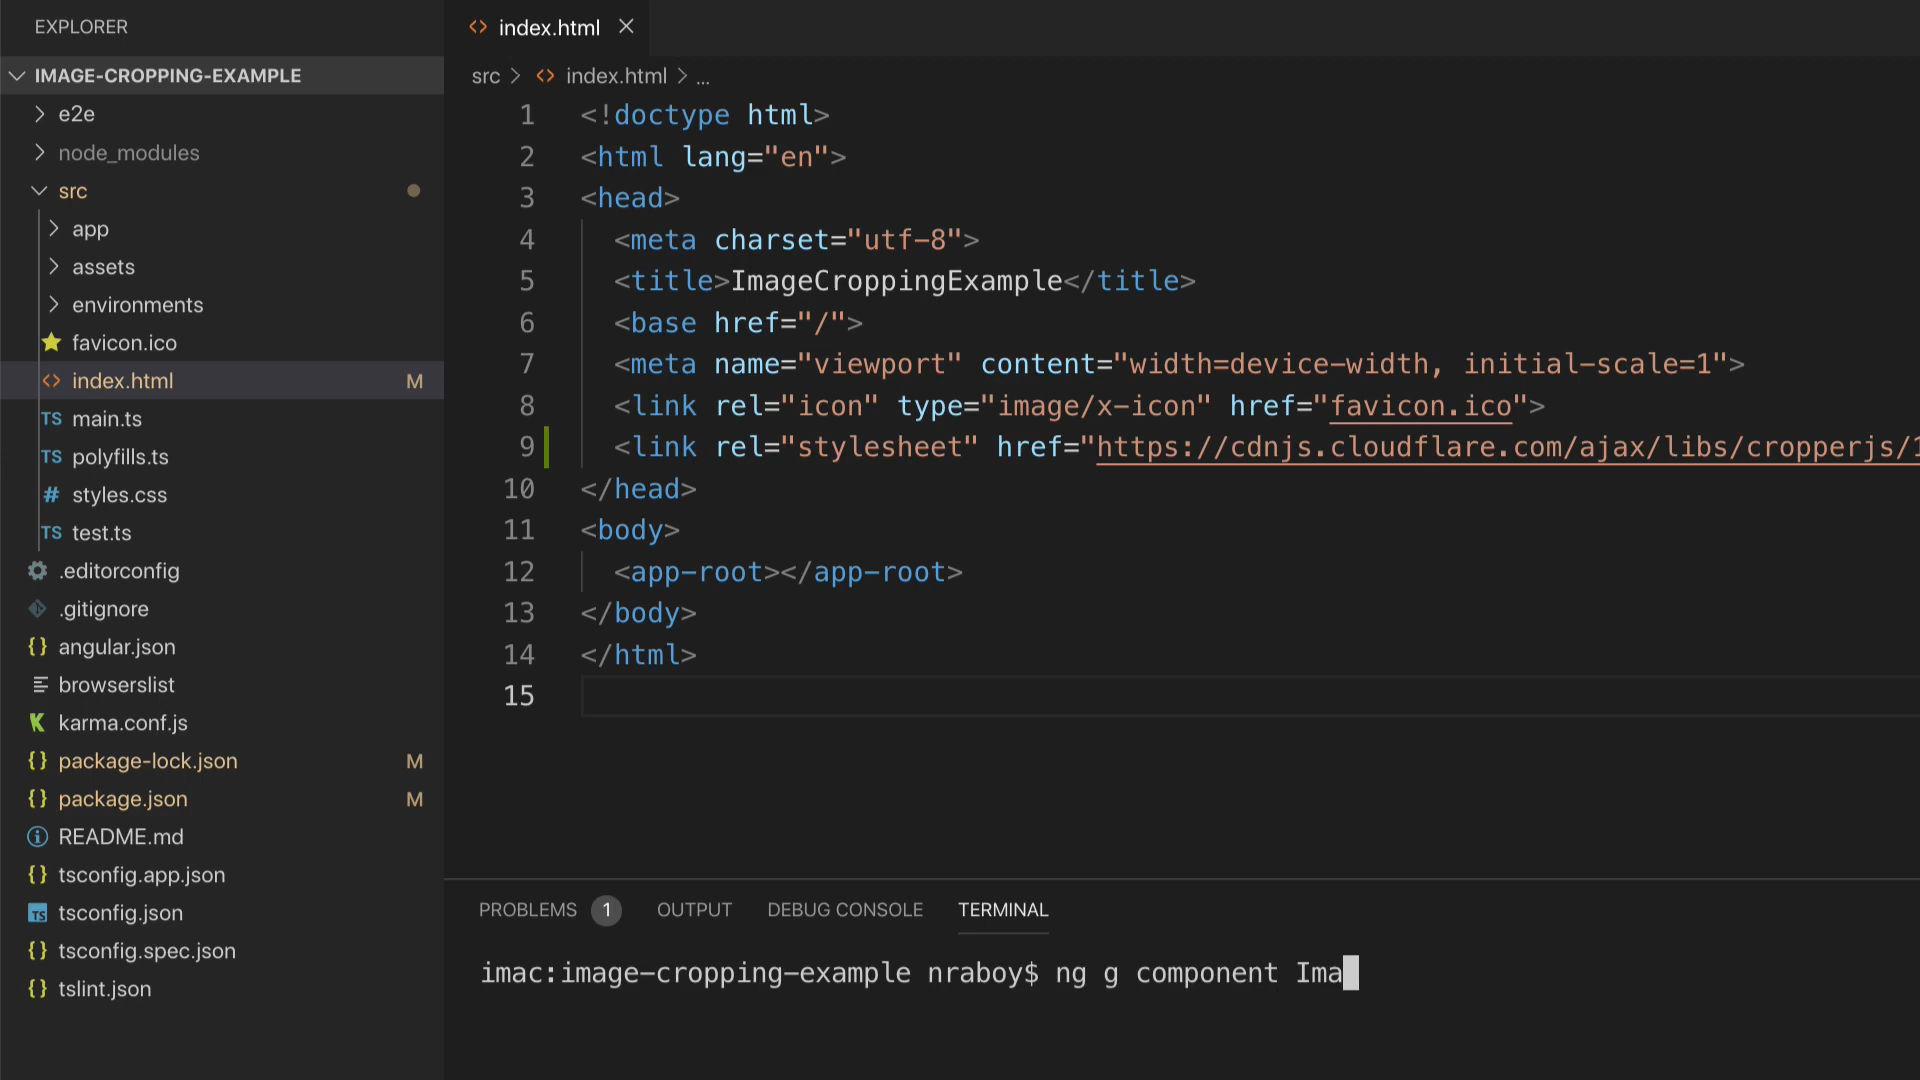 EXPLORER
IMAGE-CROPPING-EXAMPLE
e2e
node_modules
src
app
assets
environments
favicon.ico
index.html M
TS main.ts
TS polyfills.ts
# styles.css
TS test.ts
.editorconfig
.gitignore
{} angular.json
browserslist
K karma.conf.js
{} package-lock.json M
{} package.json M
README.md
{} tsconfig.app.json
TS tsconfig.json
{} tsconfig.spec.json
{} tslint.json
<> index.html ×
src > <> index.html > ...
1 <!doctype html>
2 <html lang="en">
3 <head>
4 <meta charset="utf-8">
5 <title>ImageCroppingExample</title>
6 <base href="/">
7 <meta name="viewport" content="width=device-width, initial-scale=1">
8 <link rel="icon" type="image/x-icon" href="favicon.ico">
9 <link rel="stylesheet" href="https://cdnjs.cloudflare.com/ajax/libs/cropperjs/1
10 </head>
11 <body>
12 <app-root></app-root>
13 </body>
14 </html>
15
PROBLEMS 1 OUTPUT DEBUG CONSOLE TERMINAL
imac:image-cropping-example nraboy$ ng g component Ima